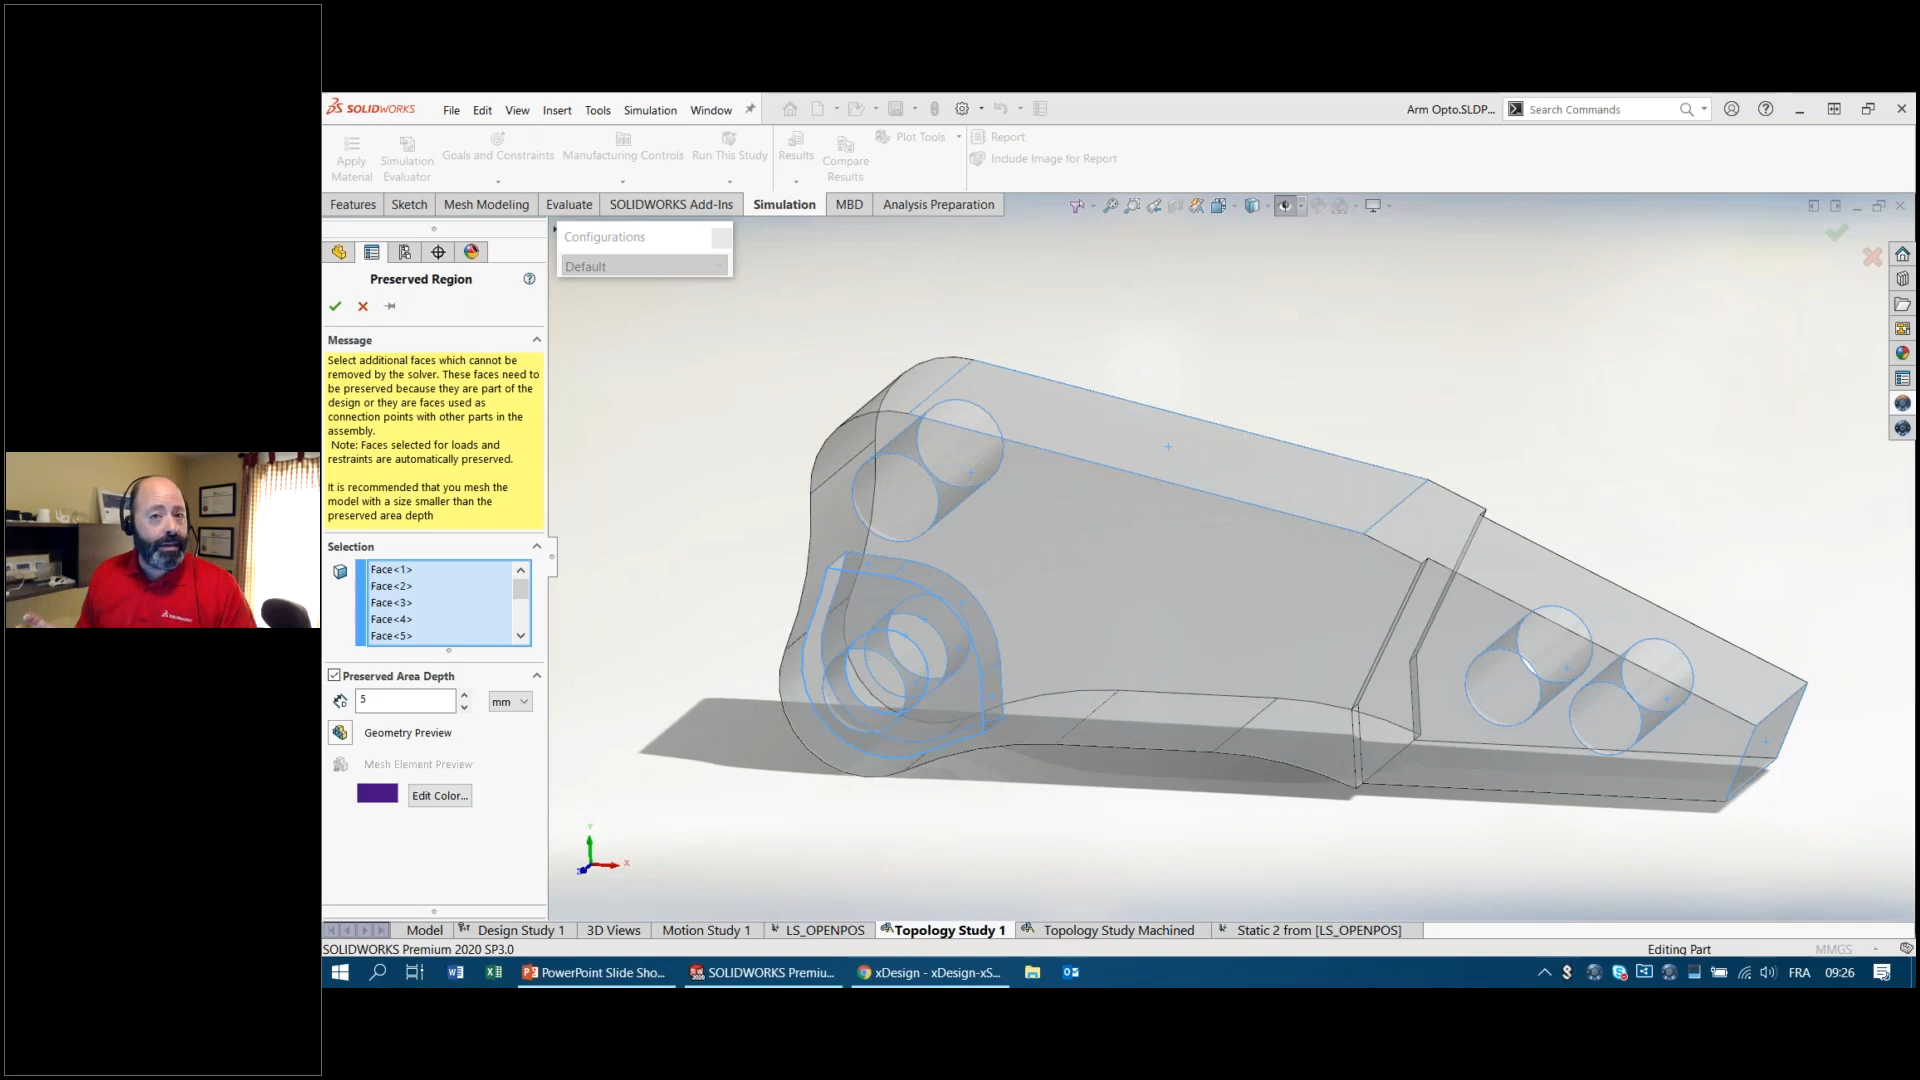 SOLIDWORKS File Edit View Insert Tools Simulation Window
Arm Opto.SLDP... Search Commands
Apply Material
Simulation Evaluator
Goals and Constraints
Manufacturing Controls
Run This Study
Results
Compare Results
Plot Tools
Report
Include Image for Report
Features Sketch Mesh Modeling Evaluate SOLIDWORKS Add-Ins Simulation MBD Analysis Preparation
Configurations
Default
Preserved Region
Message
Select additional faces which cannot be
removed by the solver. These faces need to
be preserved because they are part of the
design or they are faces used as
connection points with other parts in the
assembly.
Note: Faces selected for loads and
restraints are automatically preserved.
It is recommended that you mesh the
model with a size smaller than the
preserved area depth
Selection
Face<1>
Face<2>
Face<3>
Face<4>
Face<5>
Preserved Area Depth
5 mm
Geometry Preview
Mesh Element Preview
Edit Color...
Y
X
Model Design Study 1 3D Views Motion Study 1 LS_OPENPOS Topology Study 1 Topology Study Machined Static 2 from [LS_OPENPOS]
SOLIDWORKS Premium 2020 SP3.0 Editing Part MMGS
PowerPoint Slide Sho... SOLIDWORKS Premiu... xDesign - xDesign-xS... FRA 09:26